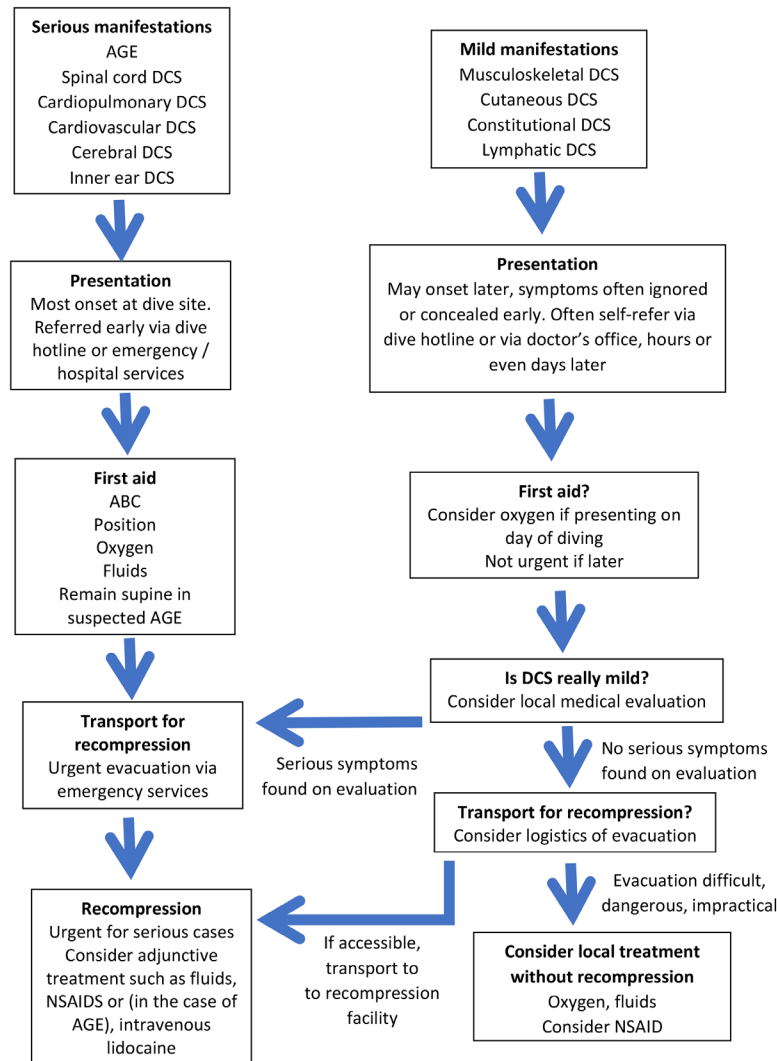 Serious manifestations
AGE
Spinal cord DCS
Cardiopulmonary DCS
Cardiovascular DCS
Cerebral DCS
Inner ear DCS
Mild manifestations
Musculoskeletal DCS
Cutaneous DCS
Constitutional DCS
Lymphatic DCS
Presentation
Most onset at dive site.
Referred early via dive
hotline or emergency /
hospital services
Presentation
May onset later, symptoms often ignored
or concealed early. Often self-refer via
dive hotline or via doctor’s office, hours or
even days later
First aid
ABC
Position
Oxygen
Fluids
Remain supine in
suspected AGE
First aid?
Consider oxygen if presenting on
day of diving
Not urgent if later
Is DCS really mild?
Consider local medical evaluation
Transport for
recompression
Urgent evacuation via
emergency services
Serious symptoms
found on evaluation
No serious symptoms
found on evaluation
Transport for recompression?
Consider logistics of evacuation
Recompression
Urgent for serious cases
Consider adjunctive
treatment such as fluids,
NSAIDS or (in the case of
AGE), intravenous
lidocaine
If accessible,
transport to
to recompression
facility
Evacuation difficult,
dangerous, impractical
Consider local treatment
without recompression
Oxygen, fluids
Consider NSAID